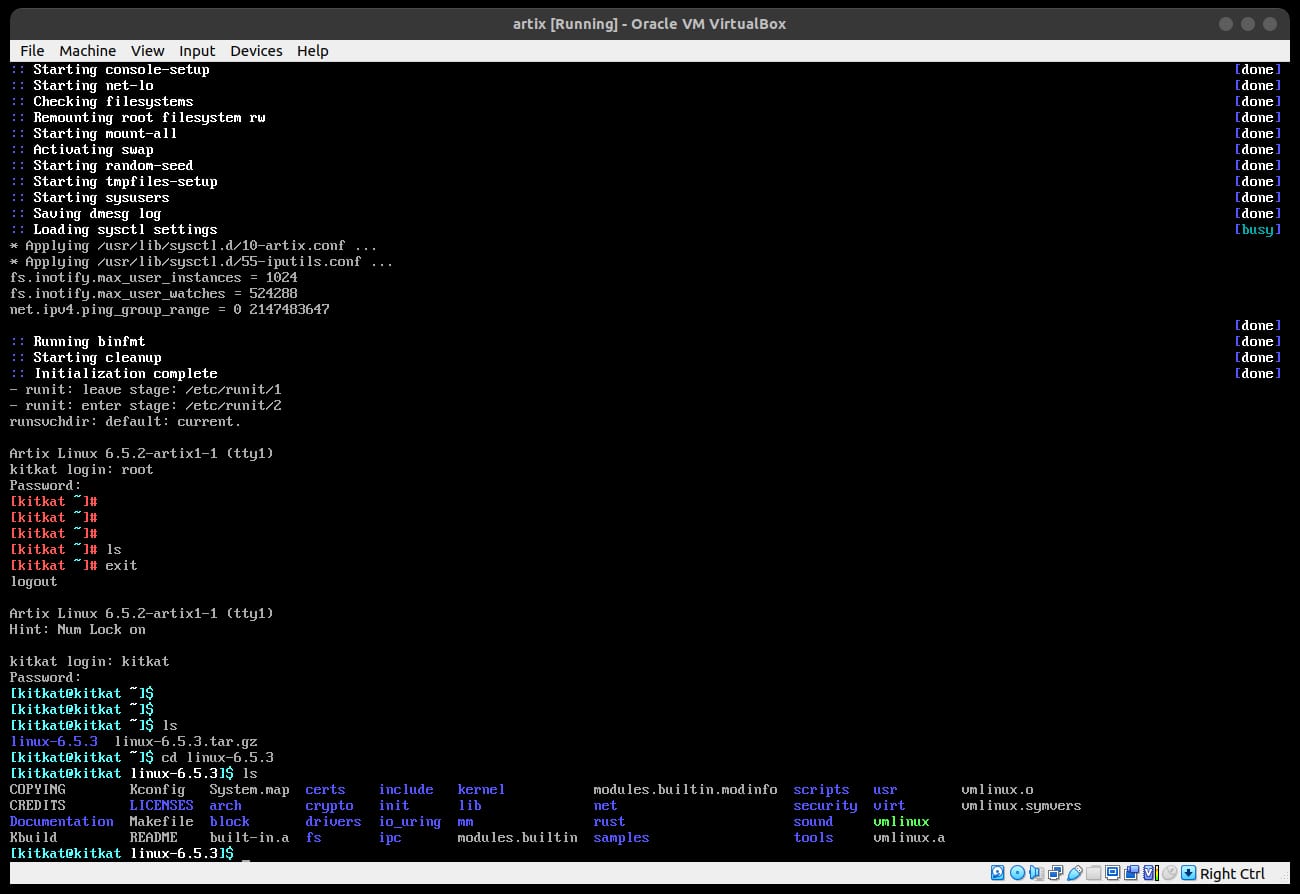 artix [Running] - Oracle VM VirtualBox
File Machine View Input Devices Help
:: Starting console-setup [done]
:: Starting net-lo [done]
:: Checking filesystems [done]
:: Remounting root filesystem rw [done]
:: Starting mount-all [done]
:: Activating swap [done]
:: Starting random-seed [done]
:: Starting tmpfiles-setup [done]
:: Starting sysusers [done]
:: Saving dmesg log [done]
:: Loading sysctl settings [busy]
* Applying /usr/lib/sysctl.d/10-artix.conf ...
* Applying /usr/lib/sysctl.d/55-iputils.conf ...
fs.inotify.max_user_instances = 1024
fs.inotify.max_user_watches = 524288
net.ipv4.ping_group_range = 0 2147483647
[done]
:: Running binfmt [done]
:: Starting cleanup [done]
:: Initialization complete [done]
- runit: leave stage: /etc/runit/1
- runit: enter stage: /etc/runit/2
runsvchdir: default: current.
Artix Linux 6.5.2-artix1-1 (tty1)
kitkat login: root
Password:
[kitkat ~]#
[kitkat ~]#
[kitkat ~]#
[kitkat ~]# ls
[kitkat ~]# exit
logout
Artix Linux 6.5.2-artix1-1 (tty1)
Hint: Num Lock on
kitkat login: kitkat
Password:
[kitkat@kitkat ~]$
[kitkat@kitkat ~]$
[kitkat@kitkat ~]$ ls
linux-6.5.3 linux-6.5.3.tar.gz
[kitkat@kitkat ~]$ cd linux-6.5.3
[kitkat@kitkat linux-6.5.3]$ ls
COPYING Kconfig System.map certs include kernel modules.builtin.modinfo scripts usr vmlinux.o
CREDITS LICENSES arch crypto init lib net security virt vmlinux.symvers
Documentation Makefile block drivers io_uring mm rust sound vmlinux
Kbuild README built-in.a fs ipc modules.builtin samples tools vmlinux.a
[kitkat@kitkat linux-6.5.3]$ _
Right Ctrl